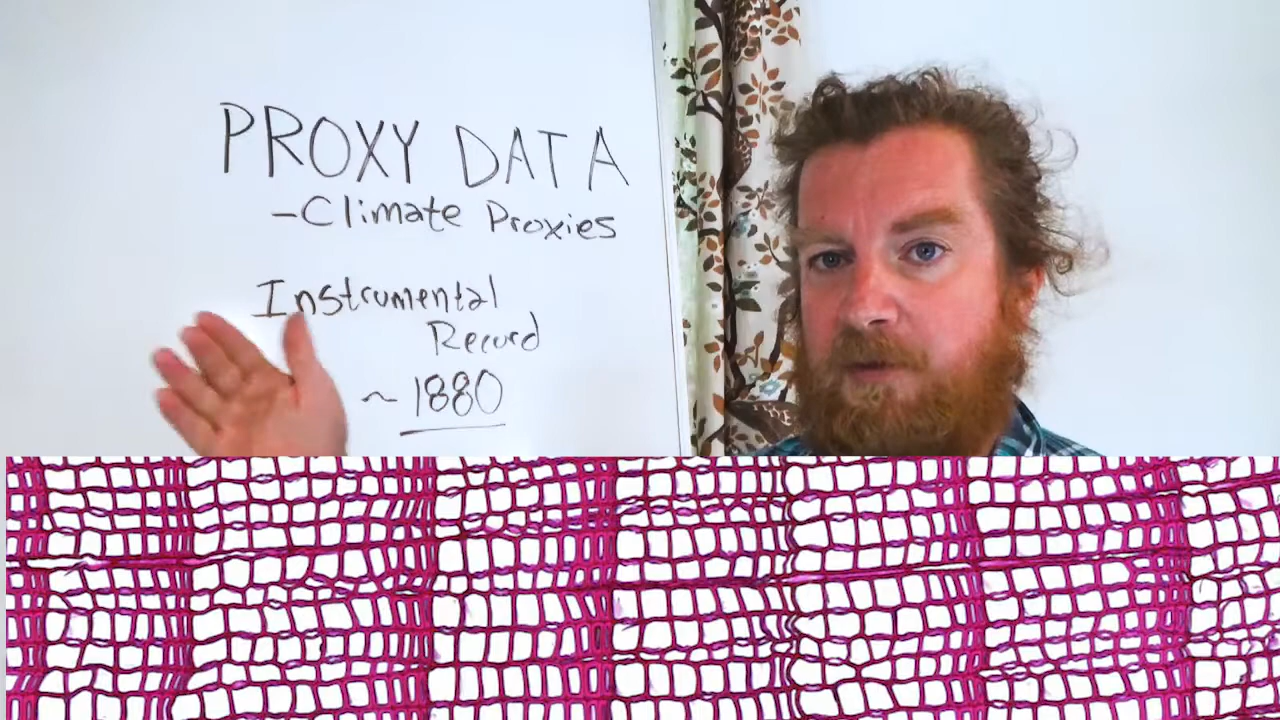 PROXY DATA
-Climate Proxies
Instrumental
Record
~1880